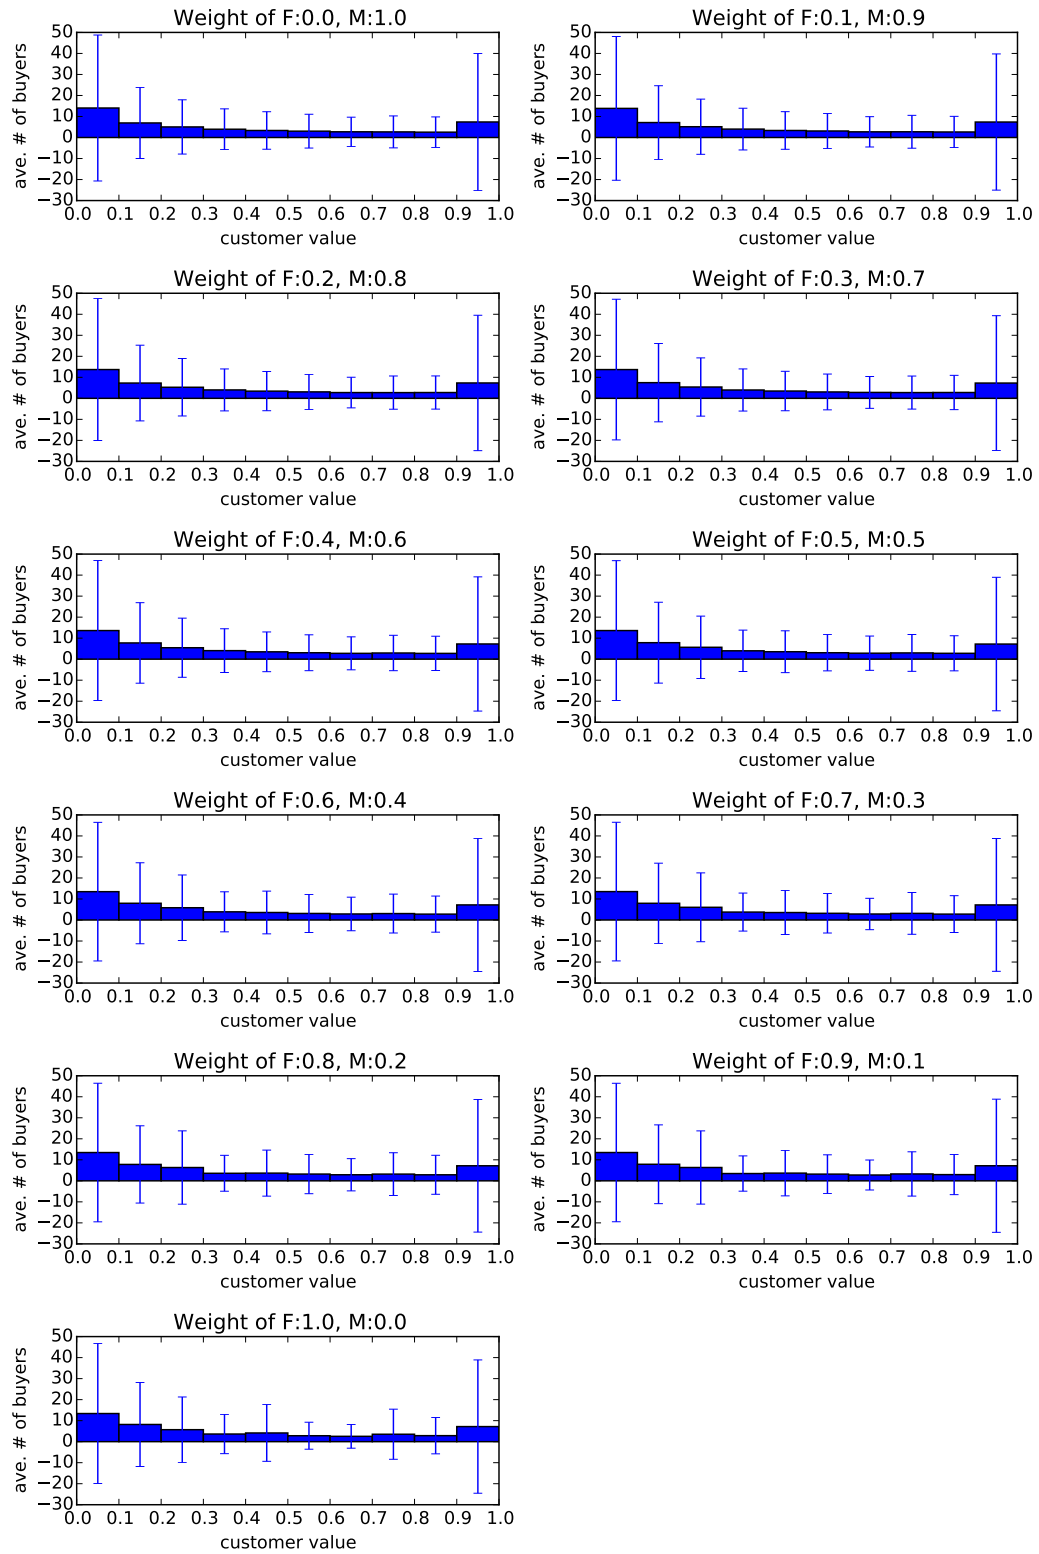 Weight of F:0.0, M:1.0
50
40
30
20
10
0
−10
−20
−30
ave. # of buyers
0.0 0.1 0.2 0.3 0.4 0.5 0.6 0.7 0.8 0.9 1.0
customer value
Weight of F:0.1, M:0.9
50
40
30
20
10
0
−10
−20
−30
ave. # of buyers
0.0 0.1 0.2 0.3 0.4 0.5 0.6 0.7 0.8 0.9 1.0
customer value
Weight of F:0.2, M:0.8
50
40
30
20
10
0
−10
−20
−30
ave. # of buyers
0.0 0.1 0.2 0.3 0.4 0.5 0.6 0.7 0.8 0.9 1.0
customer value
Weight of F:0.3, M:0.7
50
40
30
20
10
0
−10
−20
−30
ave. # of buyers
0.0 0.1 0.2 0.3 0.4 0.5 0.6 0.7 0.8 0.9 1.0
customer value
Weight of F:0.4, M:0.6
50
40
30
20
10
0
−10
−20
−30
ave. # of buyers
0.0 0.1 0.2 0.3 0.4 0.5 0.6 0.7 0.8 0.9 1.0
customer value
Weight of F:0.5, M:0.5
50
40
30
20
10
0
−10
−20
−30
ave. # of buyers
0.0 0.1 0.2 0.3 0.4 0.5 0.6 0.7 0.8 0.9 1.0
customer value
Weight of F:0.6, M:0.4
50
40
30
20
10
0
−10
−20
−30
ave. # of buyers
0.0 0.1 0.2 0.3 0.4 0.5 0.6 0.7 0.8 0.9 1.0
customer value
Weight of F:0.7, M:0.3
50
40
30
20
10
0
−10
−20
−30
ave. # of buyers
0.0 0.1 0.2 0.3 0.4 0.5 0.6 0.7 0.8 0.9 1.0
customer value
Weight of F:0.8, M:0.2
50
40
30
20
10
0
−10
−20
−30
ave. # of buyers
0.0 0.1 0.2 0.3 0.4 0.5 0.6 0.7 0.8 0.9 1.0
customer value
Weight of F:0.9, M:0.1
50
40
30
20
10
0
−10
−20
−30
ave. # of buyers
0.0 0.1 0.2 0.3 0.4 0.5 0.6 0.7 0.8 0.9 1.0
customer value
Weight of F:1.0, M:0.0
50
40
30
20
10
0
−10
−20
−30
ave. # of buyers
0.0 0.1 0.2 0.3 0.4 0.5 0.6 0.7 0.8 0.9 1.0
customer value